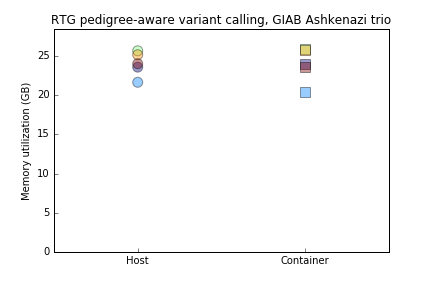 RTG pedigree-aware variant calling, GIAB Ashkenazi trio
Memory utilization (GB)
25
20
15
10
5
0
Host
Container